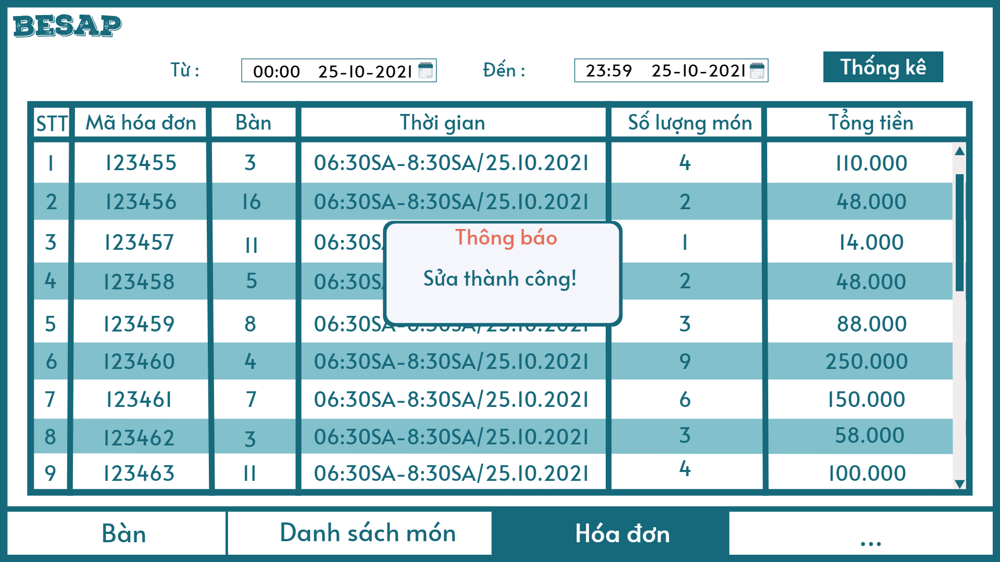 BESAP
Từ : 00:00 25-10-2021 Đến : 23:59 25-10-2021 Thống kê
STT Mã hóa đơn Bàn Thời gian Số lượng món Tổng tiền
1 123455 3 06:30SA-8:30SA/25.10.2021 4 110.000
2 123456 16 06:30SA-8:30SA/25.10.2021 2 48.000
3 123457 11 06:30S 1 14.000
Thông báo
4 123458 5 06:30S 2 48.000
Sửa thành công!
5 123459 8 06:30SA-8:30SA/25.10.2021 3 88.000
6 123460 4 06:30SA-8:30SA/25.10.2021 9 250.000
7 123461 7 06:30SA-8:30SA/25.10.2021 6 150.000
8 123462 3 06:30SA-8:30SA/25.10.2021 3 58.000
9 123463 11 06:30SA-8:30SA/25.10.2021 4 100.000
Bàn Danh sách món Hóa đơn ...